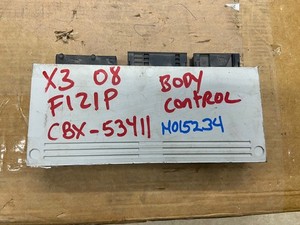 X3 08
F121P
CBX-53411
BODY
CONTROL
M015234